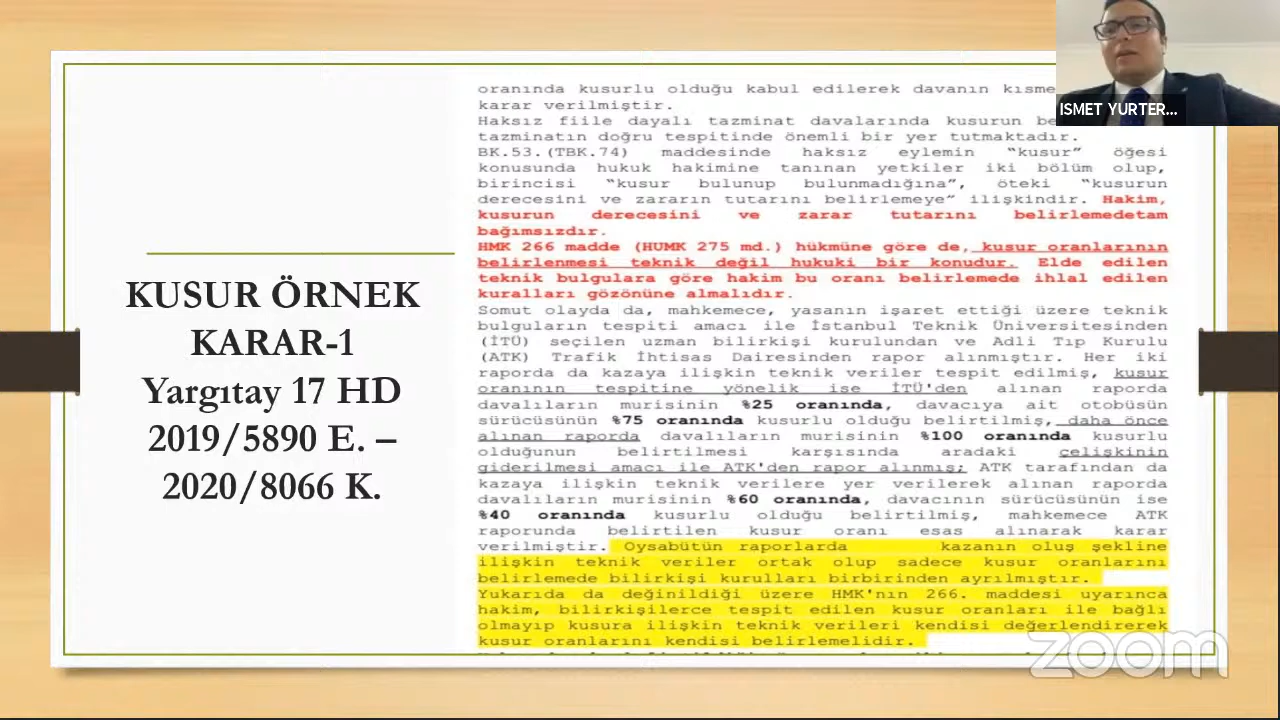 KUSUR ÖRNEK
KARAR-1
Yargıtay 17 HD
2019/5890 E. –
2020/8066 K.
oranında kusurlu olduğu kabul edilerek davanın
karar verilmiştir.
Haksız fiile dayalı tazminat davalarında kusurun
tazminatın doğru tespitinde önemli bir yer tutmaktadır.
BK.53.(TBK.74) maddesinde haksız eylemin "kusur" öğesi
konusunda hukuk hakimine tanınan yetkiler iki bölüm olup,
birincisi "kusur bulunup bulunmadığına", öteki "kusurun
derecesini ve zararın tutarını belirlemeye" ilişkindir. Hakim,
kusurun derecesini ve zarar tutarını belirlemedetam
bağımsızdır.
HMK 266 madde (HUMK 275 md.) hükmüne göre de, kusur oranlarının
belirlenmesi teknik değil hukuki bir konudur. Elde edilen
teknik bulgulara göre hakim bu oranı belirlemede ihlal edilen
kuralları gözönüne almalıdır.
Somut olayda da, mahkemece, yasanın işaret ettiği üzere teknik
bulguların tespiti amacı ile İstanbul Teknik Üniversitesinden
(İTÜ) seçilen uzman bilirkişi kurulundan ve Adli Tıp Kurulu
(ATK) Trafik İhtisas Dairesinden rapor alınmıştır. Her iki
raporda da kazaya ilişkin teknik veriler tespit edilmiş, kusur
oranının tespitine yönelik ise İTÜ'den alınan raporda
davalıların murisinin %25 oranında, davacıya ait otobüsün
sürücüsünün %75 oranında kusurlu olduğu belirtilmiş, daha önce
alınan raporda davalıların murisinin %100 oranında kusurlu
olduğunun belirtilmesi karşısında aradaki çelişkinin
giderilmesi amacı ile ATK'den rapor alınmış; ATK tarafından da
kazaya ilişkin teknik verilere yer verilerek alınan raporda
davalıların murisinin %60 oranında, davacının sürücüsünün ise
%40 oranında kusurlu olduğu belirtilmiş, mahkemece ATK
raporunda belirtilen kusur oranı esas alınarak karar
verilmiştir. Oysabütün raporlarda kazanın oluş şekline
ilişkin teknik veriler ortak olup sadece kusur oranlarını
belirlemede bilirkişi kurulları birbirinden ayrılmıştır.
Yukarıda da değinildiği üzere HMK'nın 266. maddesi uyarınca
hakim, bilirkişilerce tespit edilen kusur oranları ile bağlı
olmayıp kusura ilişkin teknik verileri kendisi değerlendirerek
kusur oranlarını kendisi belirlemelidir.
ISMET YURTER...
zoom